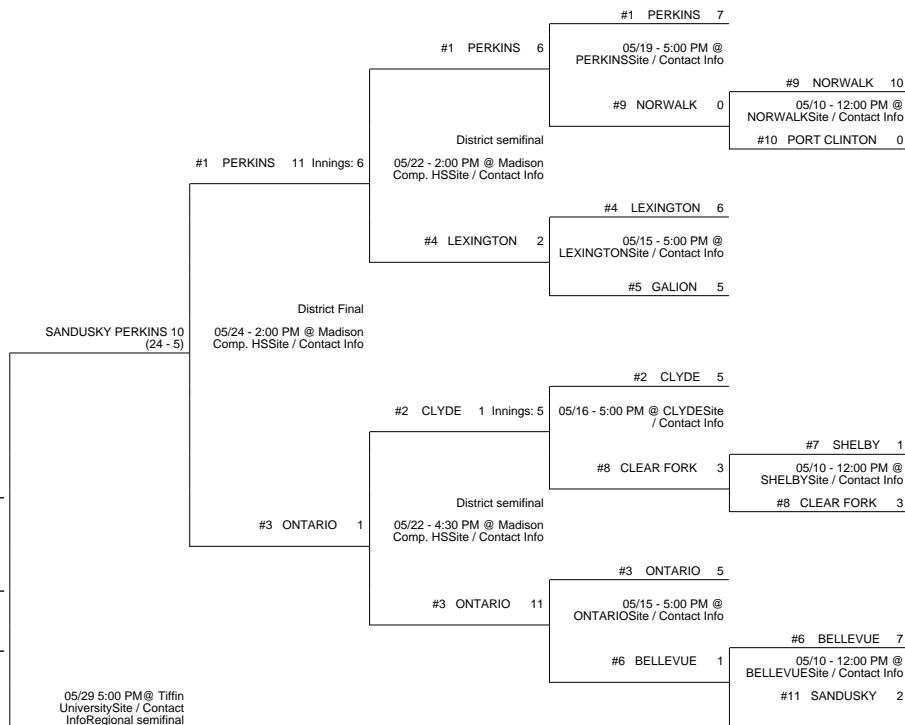 #1 PERKINS 7
#1 PERKINS 6
05/19 - 5:00 PM @
PERKINSSite / Contact Info
#9 NORWALK 10
#9 NORWALK 0
05/10 - 12:00 PM @
NORWALKSite / Contact Info
District semifinal
#10 PORT CLINTON 0
#1 PERKINS 11 Innings: 6
05/22 - 2:00 PM @ Madison
Comp. HSSite / Contact Info
#4 LEXINGTON 6
#4 LEXINGTON 2
05/15 - 5:00 PM @
LEXINGTONSite / Contact Info
#5 GALION 5
District Final
SANDUSKY PERKINS 10
(24 - 5)
05/24 - 2:00 PM @ Madison
Comp. HSSite / Contact Info
#2 CLYDE 5
#2 CLYDE 1 Innings: 5
05/16 - 5:00 PM @ CLYDESite
/ Contact Info
#7 SHELBY 1
#8 CLEAR FORK 3
05/10 - 12:00 PM @
SHELBYSite / Contact Info
District semifinal
#8 CLEAR FORK 3
#3 ONTARIO 1
05/22 - 4:30 PM @ Madison
Comp. HSSite / Contact Info
#3 ONTARIO 5
#3 ONTARIO 11
05/15 - 5:00 PM @
ONTARIOSite / Contact Info
#6 BELLEVUE 7
#6 BELLEVUE 1
05/10 - 12:00 PM @
BELLEVUESite / Contact Info
#11 SANDUSKY 2
05/29 5:00 PM@ Tiffin
UniversitySite / Contact
InfoRegional semifinal